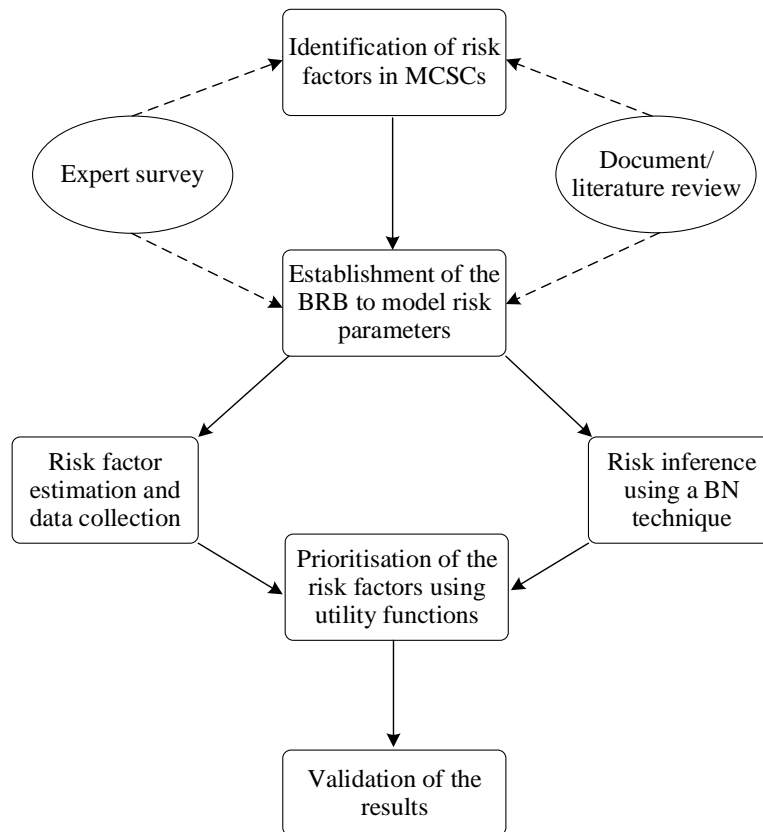 Identification of risk
factors in MCSCs
Expert survey
Document/
literature review
Establishment of the
BRB to model risk
parameters
Risk factor
estimation and
data collection
Risk inference
using a BN
technique
Prioritisation of the
risk factors using
utility functions
Validation of the
results